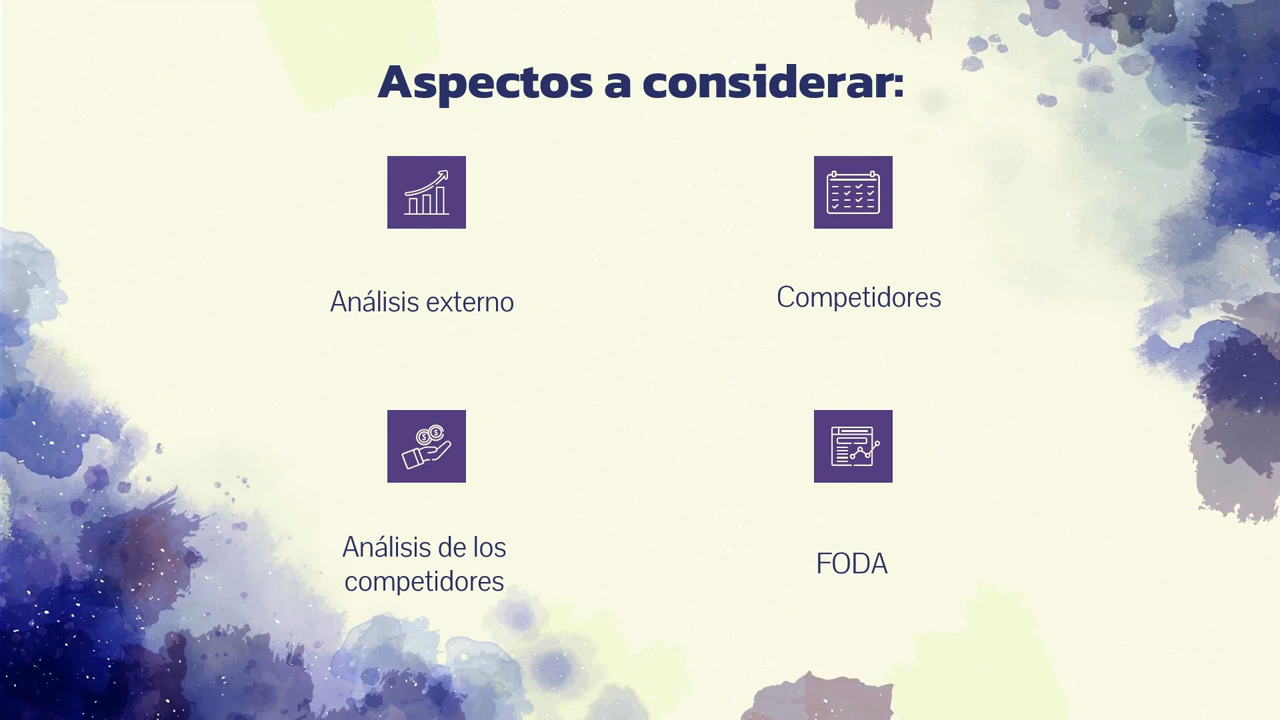 Aspectos a considerar:
Análisis externo
Competidores
Análisis de los
competidores
FODA